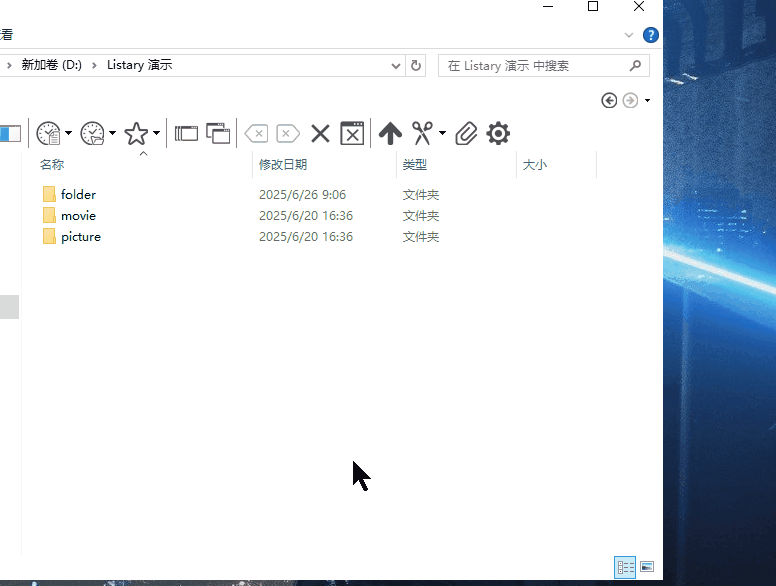 看
新加卷 (D:) › Listary 演示
在 Listary 演示 中搜索
名称 修改日期 类型 大小
folder 2025/6/26 9:06 文件夹
movie 2025/6/20 16:36 文件夹
picture 2025/6/20 16:36 文件夹